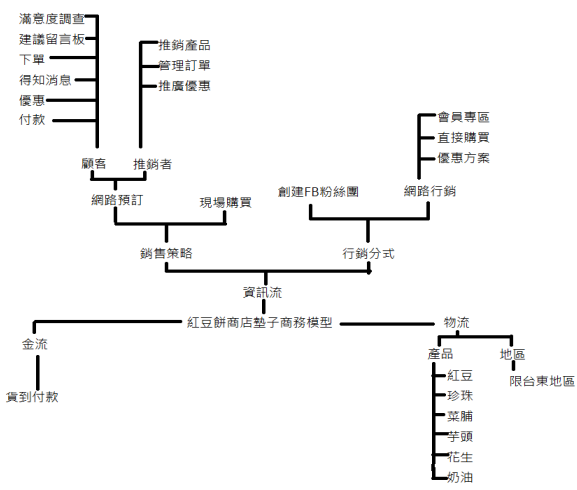 滿意度調查
建議留言板
下單
得知消息
優惠
付款
推銷產品
管理訂單
推廣優惠
會員專區
直接購買
優惠方案
顧客
推銷者
網路預訂
現場購買
創建FB粉絲團
網路行銷
銷售策略
行銷分式
資訊流
紅豆餅商店墊子商務模型
金流
貨到付款
物流
產品
地區
限台東地區
紅豆
珍珠
菜脯
芋頭
花生
奶油